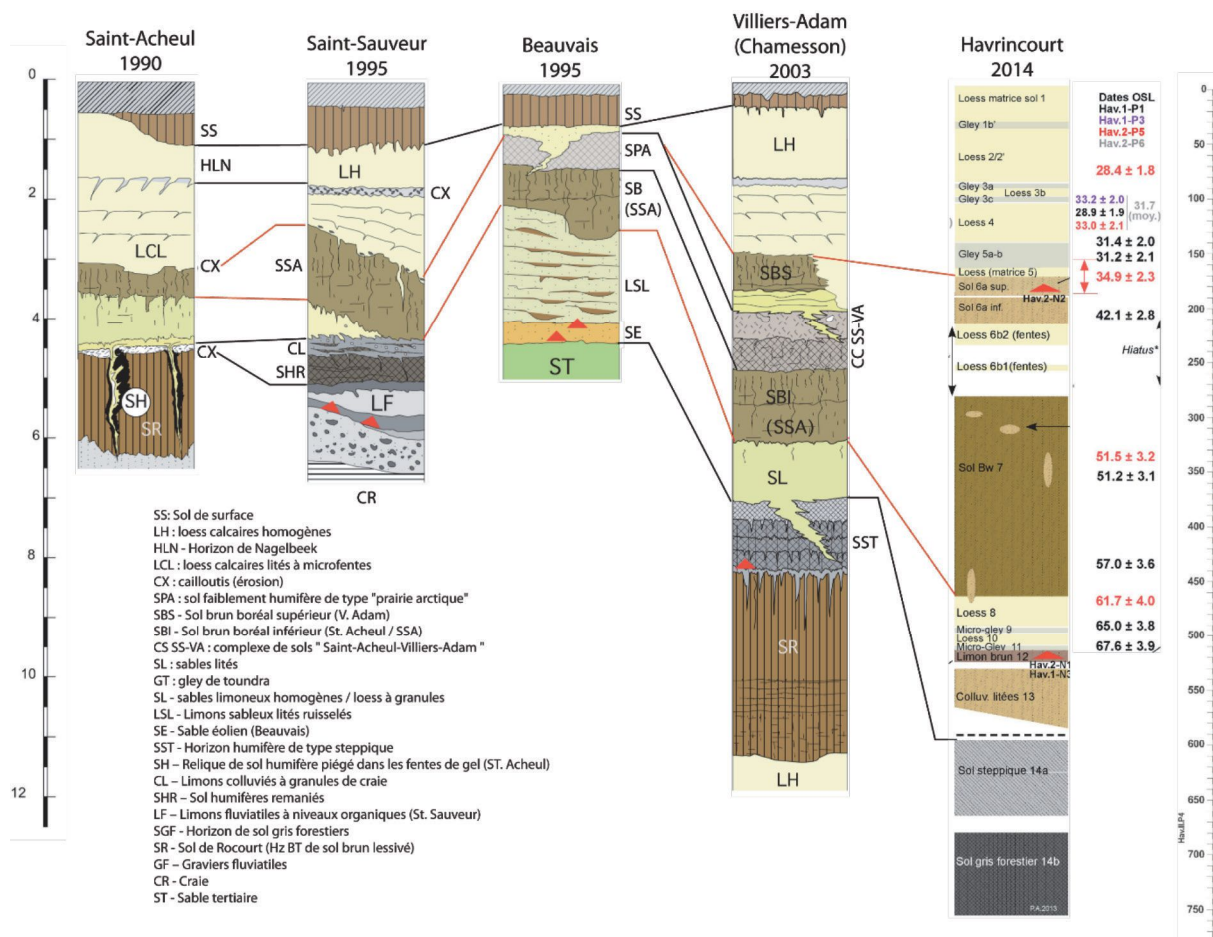 Saint-Acheul
1990
Saint-Sauveur
1995
Beauvais
1995
Villiers-Adam
(Chamesson)
2003
Havrincourt
2014
0
2
4
6
8
10
12
SS
HLN
LCL
CX
CX
SH
SR
LH
CX
SSA
CL
SHR
LF
CR
SS
SPA
SB
(SSA)
LSL
SE
ST
LH
SBS
CC SS-VA
SBI
(SSA)
SL
SST
SR
LH
Loess matrice sol 1
Gley 1b'
Loess 2/2'
Gley 3a
Loess 3b
Gley 3c
Loess 4
Gley 5a-b
Loess (matrice 5)
Sol 6a sup.
Hav.2-N2
Sol 6a inf.
Loess 6b2 (fentes)
Loess 6b1(fentes)
Sol Bw 7
Loess 8
Micro-gley 9
Loess 10
Micro-Gley 11
Limon brun 12
Hav.2-N1
Hav.1-N3
Colluv. litées 13
Sol steppique 14a
Sol gris forestier 14b
P.A.2013
Dates OSL
Hav.1-P1
Hav.1-P3
Hav.2-P5
Hav.2-P6
28.4 ± 1.8
33.2 ± 2.0
28.9 ± 1.9
33.0 ± 2.1
31.7
(moy.)
31.4 ± 2.0
31.2 ± 2.1
34.9 ± 2.3
42.1 ± 2.8
Hiatus*
51.5 ± 3.2
51.2 ± 3.1
57.0 ± 3.6
61.7 ± 4.0
65.0 ± 3.8
67.6 ± 3.9
0
50
100
150
200
250
300
350
400
450
500
550
600
650
700
750
Hav.II.P4
SS: Sol de surface
LH : loess calcaires homogènes
HLN - Horizon de Nagelbeek
LCL : loess calcaires lités à microfentes
CX : cailloutis (érosion)
SPA : sol faiblement humifère de type "prairie arctique"
SBS - Sol brun boréal supérieur (V. Adam)
SBI - Sol brun boréal inférieur (St. Acheul / SSA)
CS SS-VA : complexe de sols " Saint-Acheul-Villiers-Adam "
SL : sables lités
GT : gley de toundra
SL - sables limoneux homogènes / loess à granules
LSL - Limons sableux lités ruisselés
SE - Sable éolien (Beauvais)
SST - Horizon humifère de type steppique
SH – Relique de sol humifère piégé dans les fentes de gel (ST. Acheul)
CL – Limons colluviés à granules de craie
SHR – Sol humifères remaniés
LF – Limons fluviatiles à niveaux organiques (St. Sauveur)
SGF - Horizon de sol gris forestiers
SR - Sol de Rocourt (Hz BT de sol brun lessivé)
GF – Graviers fluviatiles
CR - Craie
ST - Sable tertiaire